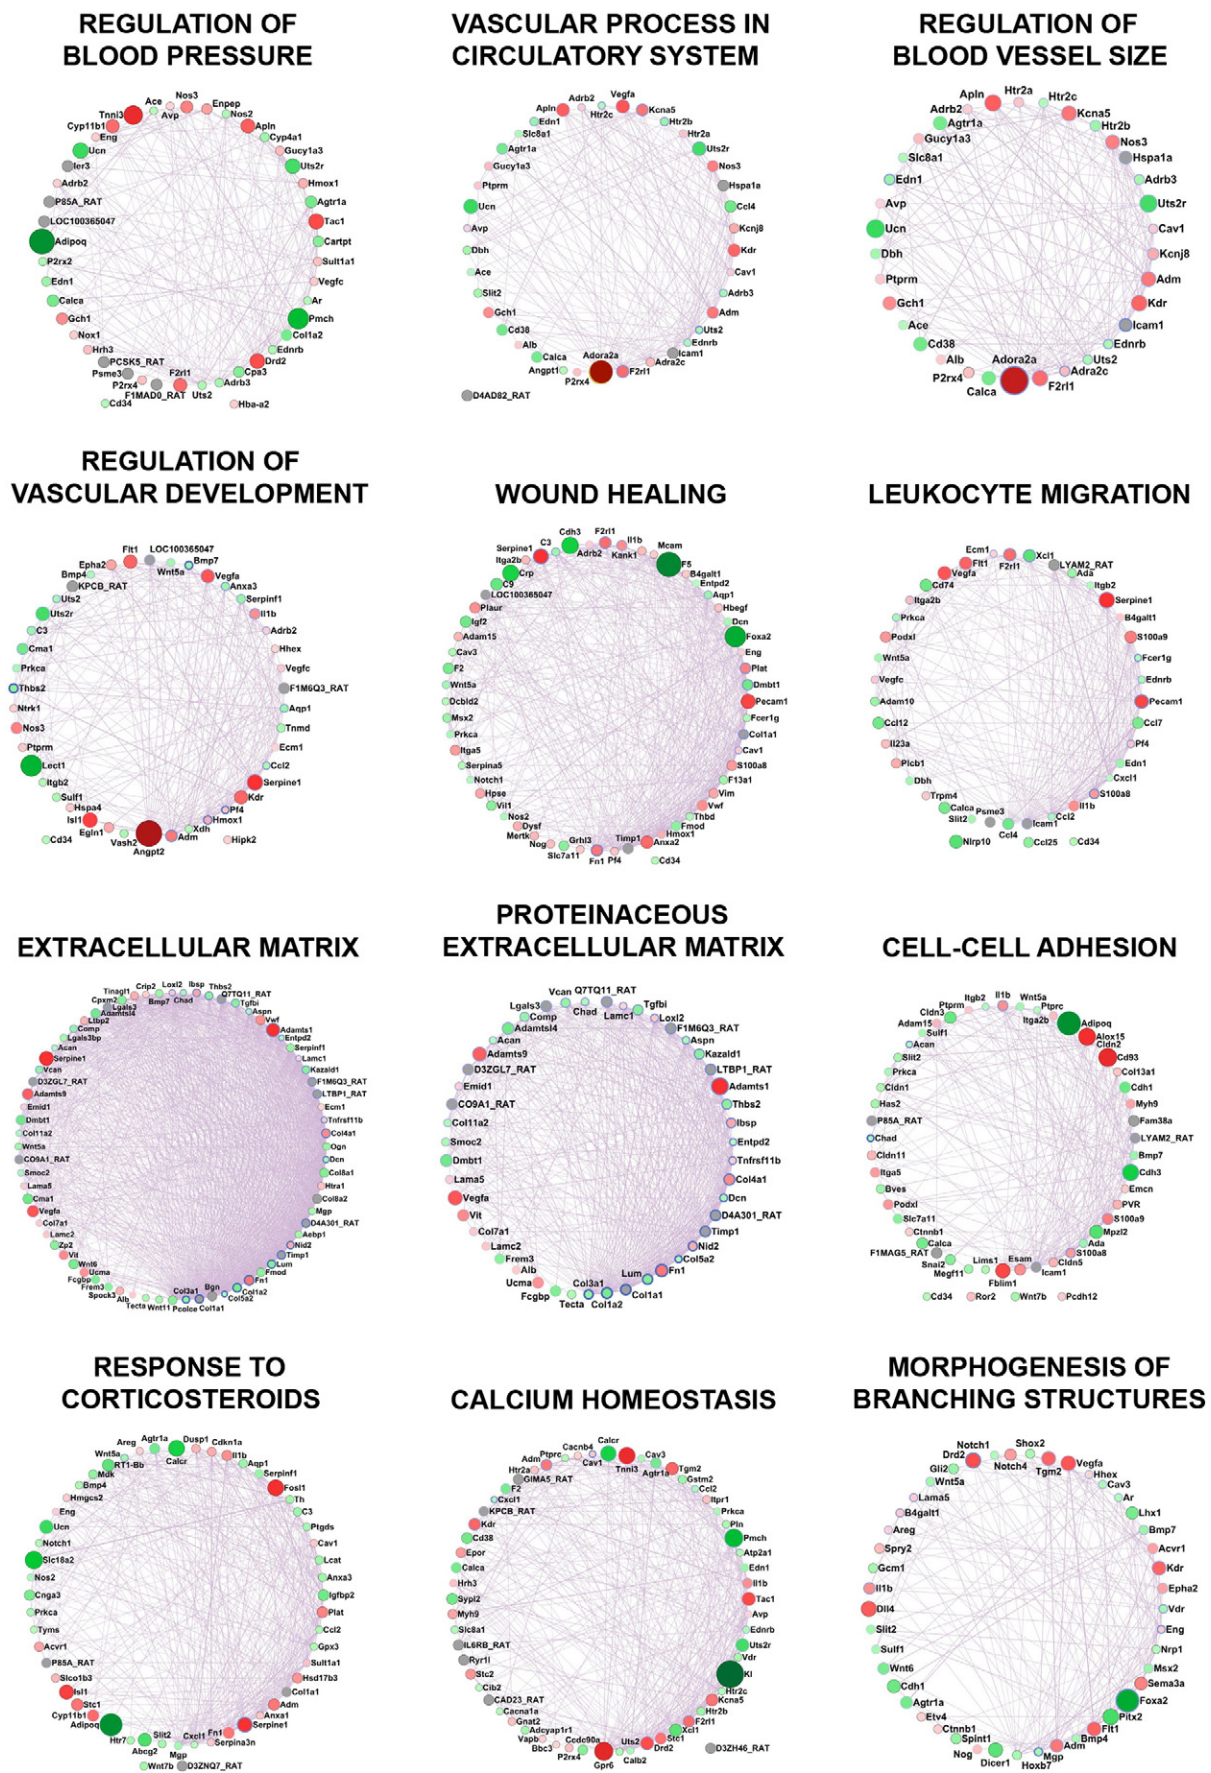 REGULATION OF
BLOOD PRESSURE
Ace
Nos3
Enpep
Tnni3
Avp
Nos2
Cyp11b1
Apln
Eng
Cyp4a1
Ucn
Gucy1a3
Ier3
Uts2r
Adrb2
Hmox1
P85A_RAT
Agtr1a
LOC100365047
Tac1
Adipoq
Cartpt
P2rx2
Sult1a1
Edn1
Vegfc
Calca
Ar
Gch1
Pmch
Nox1
Col1a2
Hrh3
Ednrb
PCSK5_RAT
Drd2
Psme3
Cpa3
P2rx4
Adrb3
F1MAD0_RAT
F2rl1
Uts2
Cd34
Hba-a2
VASCULAR PROCESS IN
CIRCULATORY SYSTEM
Adrb2
Vegfa
Apln
Htr2c
Kcna5
Edn1
Htr2b
Slc8a1
Htr2a
Agtr1a
Uts2r
Gucy1a3
Nos3
Ptprm
Hspa1a
Ucn
Ccl4
Avp
Kcnj8
Dbh
Kdr
Ace
Cav1
Slit2
Adrb3
Gch1
Adm
Cd38
Uts2
Alb
Ednrb
Calca
Adora2a
Icam1
Angpt1
Adra2c
P2rx4
F2rl1
D4AD82_RAT
REGULATION OF
BLOOD VESSEL SIZE
Apln
Htr2a
Htr2c
Adrb2
Kcna5
Agtr1a
Htr2b
Gucy1a3
Nos3
Slc8a1
Hspa1a
Edn1
Adrb3
Avp
Uts2r
Ucn
Cav1
Dbh
Kcnj8
Ptprm
Adm
Gch1
Kdr
Ace
Icam1
Cd38
Ednrb
Alb
Adora2a
Uts2
P2rx4
Adra2c
Calca
F2rl1
REGULATION OF
VASCULAR DEVELOPMENT
Flt1
LOC100365047
Epha2
Wnt5a
Bmp7
Bmp4
Vegfa
KPCB_RAT
Anxa3
Uts2
Serpinf1
Uts2r
Il1b
C3
Adrb2
Cma1
Hhex
Prkca
Vegfc
Thbs2
F1M6Q3_RAT
Ntrk1
Aqp1
Nos3
Tnmd
Ptprm
Ecm1
Lect1
Ccl2
Itgb2
Serpine1
Sulf1
Kdr
Hspa4
Pf4
Isl1
Hmox1
Egln1
Xdh
Vash2
Adm
Angpt2
Cd34
Hipk2
WOUND HEALING
Cdh3
F2rl1
Il1b
Serpine1
C3
Adrb2
Kank1
Mcam
Itga2b
F5
Crp
B4galt1
C9
Entpd2
LOC100365047
Aqp1
Plaur
Hbegf
Igf2
Dcn
Adam15
Foxa2
Cav3
Eng
F2
Plat
Wnt5a
Dmbt1
Dcbld2
Pecam1
Msx2
Fcer1g
Prkca
Col1a1
Itga5
Cav1
Serpina5
S100a8
Notch1
F13a1
Hpse
Vim
Vil1
Vwf
Nos2
Thbd
Dysf
Fmod
Mertk
Hmox1
Nog
Grhl3
Timp1
Anxa2
Slc7a11
Fn1
Pf4
Cd34
LEUKOCYTE MIGRATION
Ecm1
Xcl1
Flt1
F2rl1
LYAM2_RAT
Vegfa
Ada
Cd74
Itgb2
Itga2b
Serpine1
Prkca
B4galt1
Podxl
S100a9
Wnt5a
Fcer1g
Vegfc
Ednrb
Adam10
Pecam1
Ccl12
Ccl7
Il23a
Pf4
Plcb1
Edn1
Dbh
Cxcl1
Trpm4
S100a8
Calca
Il1b
Slit2
Psme3
Icam1
Ccl2
Ccl4
Nlrp10
Ccl25
Cd34
EXTRACELLULAR MATRIX
Tinagl1
Crip2
Loxl2
Ibsp
Thbs2
Cpxm2
Lgals3
Bmp7
Chad
Q7TQ11_RAT
Adamtsl4
Tgfbi
Ltbp2
Aspn
Comp
Vwf
Lgals3bp
Adamts1
Acan
Entpd2
Serpine1
Serpinf1
Vcan
Lamc1
D3ZGL7_RAT
Kazald1
Adamts9
F1M6Q3_RAT
Emid1
LTBP1_RAT
Dmbt1
Ecm1
Col11a2
Tnfrsf11b
Wnt5a
Col4a1
CO9A1_RAT
Ogn
Smoc2
Dcn
Lama5
Col8a1
Cma1
Htra1
Vegfa
Col8a2
Col7a1
Mgp
Lamc2
D4A301_RAT
Zp2
Aebp1
Vit
Nid2
Wnt6
Timp1
Ucma
Lum
Fcgbp
Fmod
Frem3
Fn1
Spock3
Col3a1
Bgn
Col1a2
Alb
Col5a2
Tecta
Wnt11
Pcolce
Col1a1
PROTEINACEOUS
EXTRACELLULAR MATRIX
Vcan
Q7TQ11_RAT
Lgals3
Chad
Lamc1
Tgfbi
Comp
Loxl2
Adamtsl4
F1M6Q3_RAT
Acan
Aspn
Adamts9
Kazald1
D3ZGL7_RAT
LTBP1_RAT
Emid1
Adamts1
CO9A1_RAT
Thbs2
Col11a2
Ibsp
Smoc2
Entpd2
Dmbt1
Tnfrsf11b
Lama5
Col4a1
Vegfa
Dcn
Vit
D4A301_RAT
Col7a1
Timp1
Lamc2
Nid2
Frem3
Col5a2
Alb
Lum
Fn1
Ucma
Col3a1
Fcgbp
Col1a1
Tecta
Col1a2
CELL-CELL ADHESION
Itgb2
Il1b
Wnt5a
Ptprm
Ptprc
Cldn3
Itga2b
Adipoq
Adam15
Alox15
Sulf1
Cldn2
Acan
Cd93
Slit2
Col13a1
Prkca
Cdh1
Cldn1
Myh9
Has2
Fam38a
P85A_RAT
LYAM2_RAT
Chad
Bmp7
Cldn11
Cdh3
Itga5
Emcn
Bves
PVR
Podxl
S100a9
Slc7a11
Mpzl2
Ctnnb1
Ada
Calca
S100a8
F1MAG5_RAT
Lims1
Esam
Cldn5
Snai2
Icam1
Megf11
Fblim1
Cd34
Ror2
Wnt7b
Pcdh12
RESPONSE TO
CORTICOSTEROIDS
Areg
Agtr1a
Dusp1
Cdkn1a
Wnt5a
Calcr
Il1b
RT1-Bb
Aqp1
Mdk
Serpinf1
Bmp4
Fosl1
Hmgcs2
Th
Eng
C3
Ucn
Ptgds
Notch1
Cav1
Slc18a2
Lcat
Nos2
Anxa3
Cnga3
Igfbp2
Prkca
Plat
Tyms
Ccl2
Acvr1
Gpx3
P85A_RAT
Sult1a1
Slco1b3
Hsd17b3
Isl1
Col1a1
Stc1
Adm
Cyp11b1
Anxa1
Adipoq
Serpine1
Htr7
Slit2
Cxcl1
Fn1
Serpina3n
Abcg2
Mgp
Wnt7b
D3ZNQ7_RAT
CALCIUM HOMEOSTASIS
Cacnb4
Calcr
Ptprc
Cav3
Adm
Cav1
Tnni3
Agtr1a
Tgm2
Htr2a
Gstm2
GIMA5_RAT
Ccl2
F2
Itpr1
Cxcl1
Prkca
KPCB_RAT
Pln
Kdr
Pmch
Cd38
Atp2a1
Epor
Edn1
Calca
Il1b
Hrh3
Tac1
Sypl2
Avp
Myh9
Ednrb
Slc8a1
Uts2r
IL6RB_RAT
Vdr
Ryr1l
Kl
Stc2
Htr2c
Cib2
Kcna5
CAD23_RAT
Htr2b
Cacna1a
F2rl1
Gnat2
Xcl1
Adcyap1r1
Stc1
Vapb
Ccdc90a
Uts2
Drd2
Bbc3
Calb2
P2rx4
Gpr6
D3ZH46_RAT
MORPHOGENESIS OF
BRANCHING STRUCTURES
Notch1
Shox2
Drd2
Notch4
Vegfa
Gli2
Tgm2
Hhex
Wnt5a
Cav3
Lama5
Ar
B4galt1
Lhx1
Areg
Bmp7
Spry2
Acvr1
Gcm1
Kdr
Il1b
Epha2
Dll4
Vdr
Slit2
Eng
Sulf1
Nrp1
Wnt6
Msx2
Cdh1
Sema3a
Agtr1a
Foxa2
Etv4
Pitx2
Ctnnb1
Flt1
Spint1
Bmp4
Nog
Adm
Dicer1
Mgp
Hoxb7